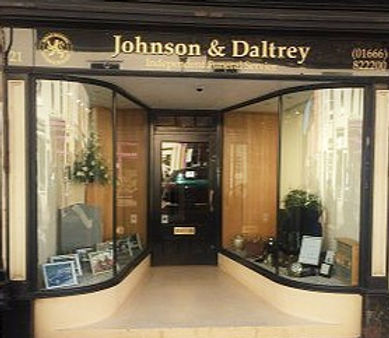 Johnson & Daltrey
Independent Funeral Service
21
(01666)
822200